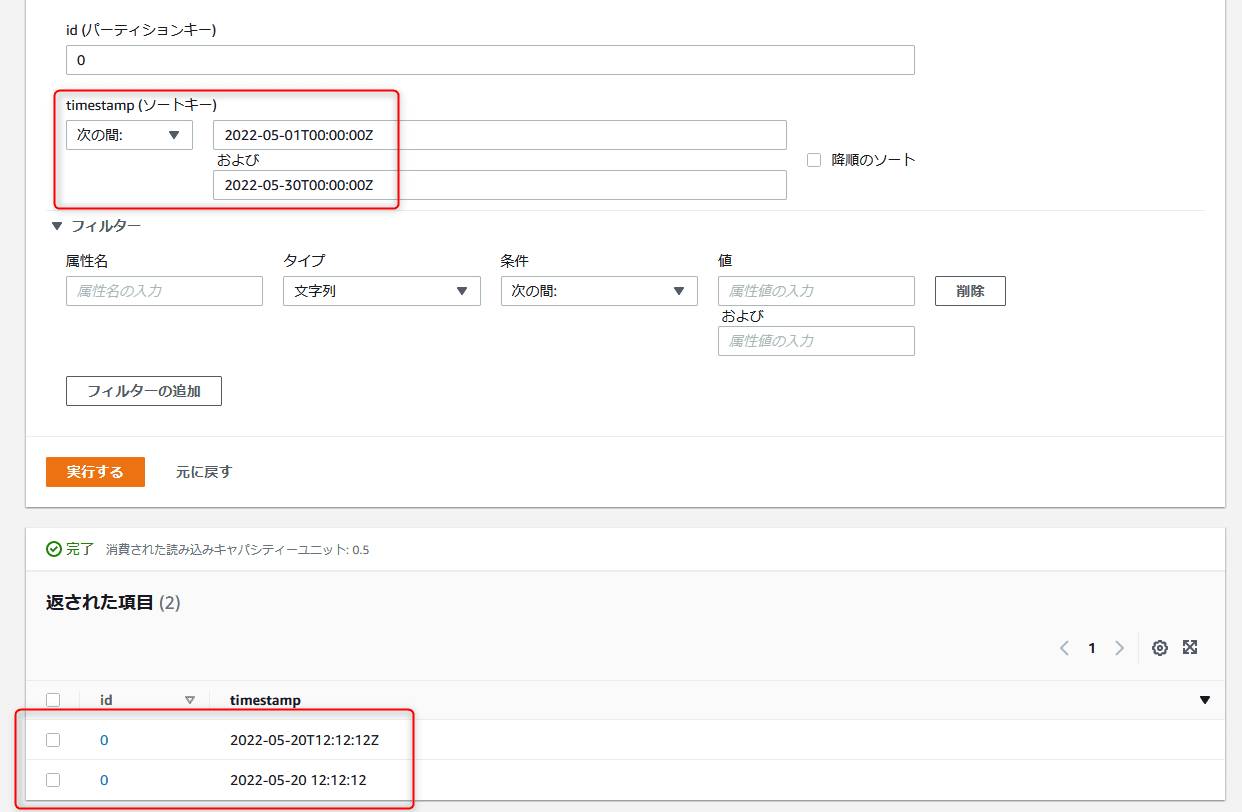 id (パーティションキー)
0
timestamp (ソートキー)
次の間:
2022-05-01T00:00:00Z
および
2022-05-30T00:00:00Z
降順のソート
フィルター
属性名 タイプ 条件 値
属性名の入力 文字列 次の間: 属性値の入力 削除
および
属性値の入力
フィルターの追加
実行する 元に戻す
完了 消費された読み込みキャパシティーユニット: 0.5
返された項目 (2)
1
id timestamp
0 2022-05-20T12:12:12Z
0 2022-05-20 12:12:12